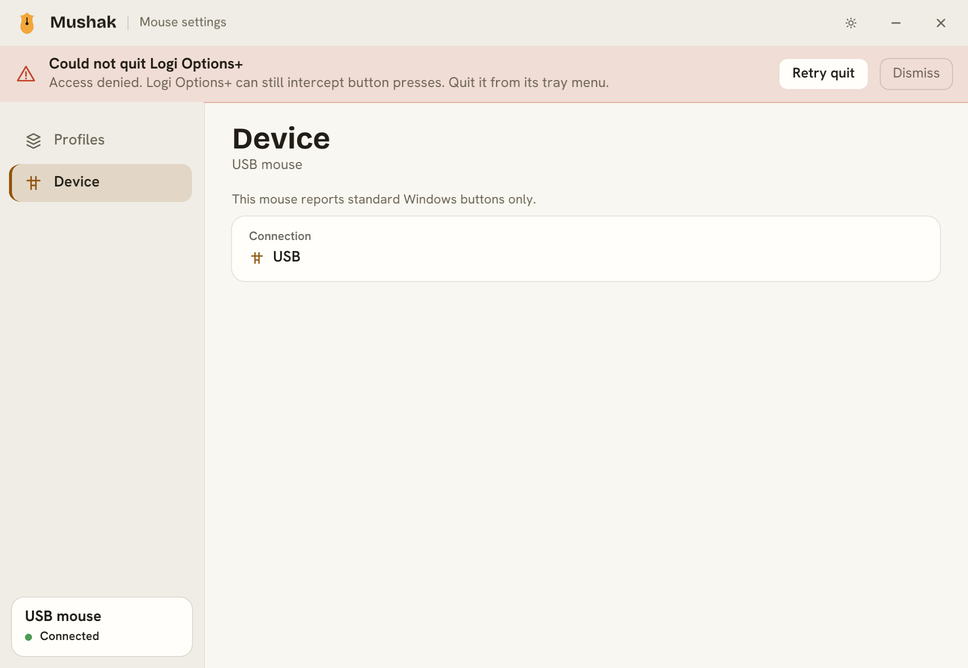 Mushak
Mouse settings
Could not quit Logi Options+
Access denied. Logi Options+ can still intercept button presses. Quit it from its tray menu.
Retry quit
Dismiss
Profiles
Device
Device
USB mouse
This mouse reports standard Windows buttons only.
Connection
USB
USB mouse
Connected